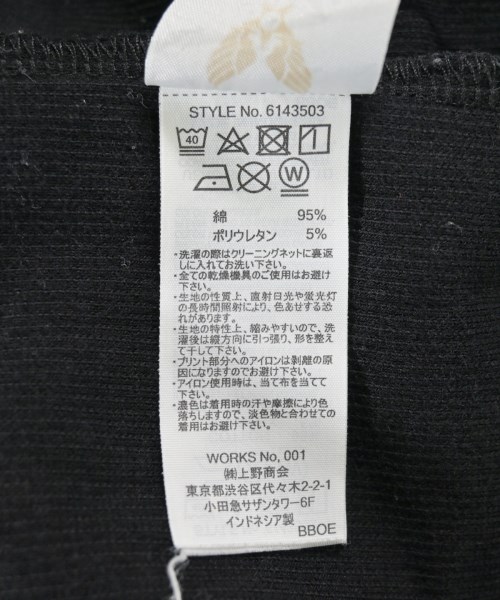 STYLE No. 6143503
40
W
綿 95%
ポリウレタン 5%
・洗濯の際はクリーニングネットに裏返
しに入れてお洗い下さい。
・全ての乾燥機具のご使用はお避け
下さい。
・生地の性質上、直射日光や蛍光灯
の長時間照射により、色あせする恐
れがあります。
・生地の特性上、縮みやすいので、洗
濯後は縦方向に引っ張り、形を整え
て干して下さい。
・プリント部分へのアイロンは剥離の原
因になりますのでお避け下さい。
・アイロン使用時は、当て布を当てて
下さい。
・濃色は着用時の汗や摩擦により色
落ちしますので、淡色物と合わせての
着用はお避け下さい。
WORKS No, 001
㈱上野商会
東京都渋谷区代々木2-2-1
小田急サザンタワー6F
インドネシア製
BBOE